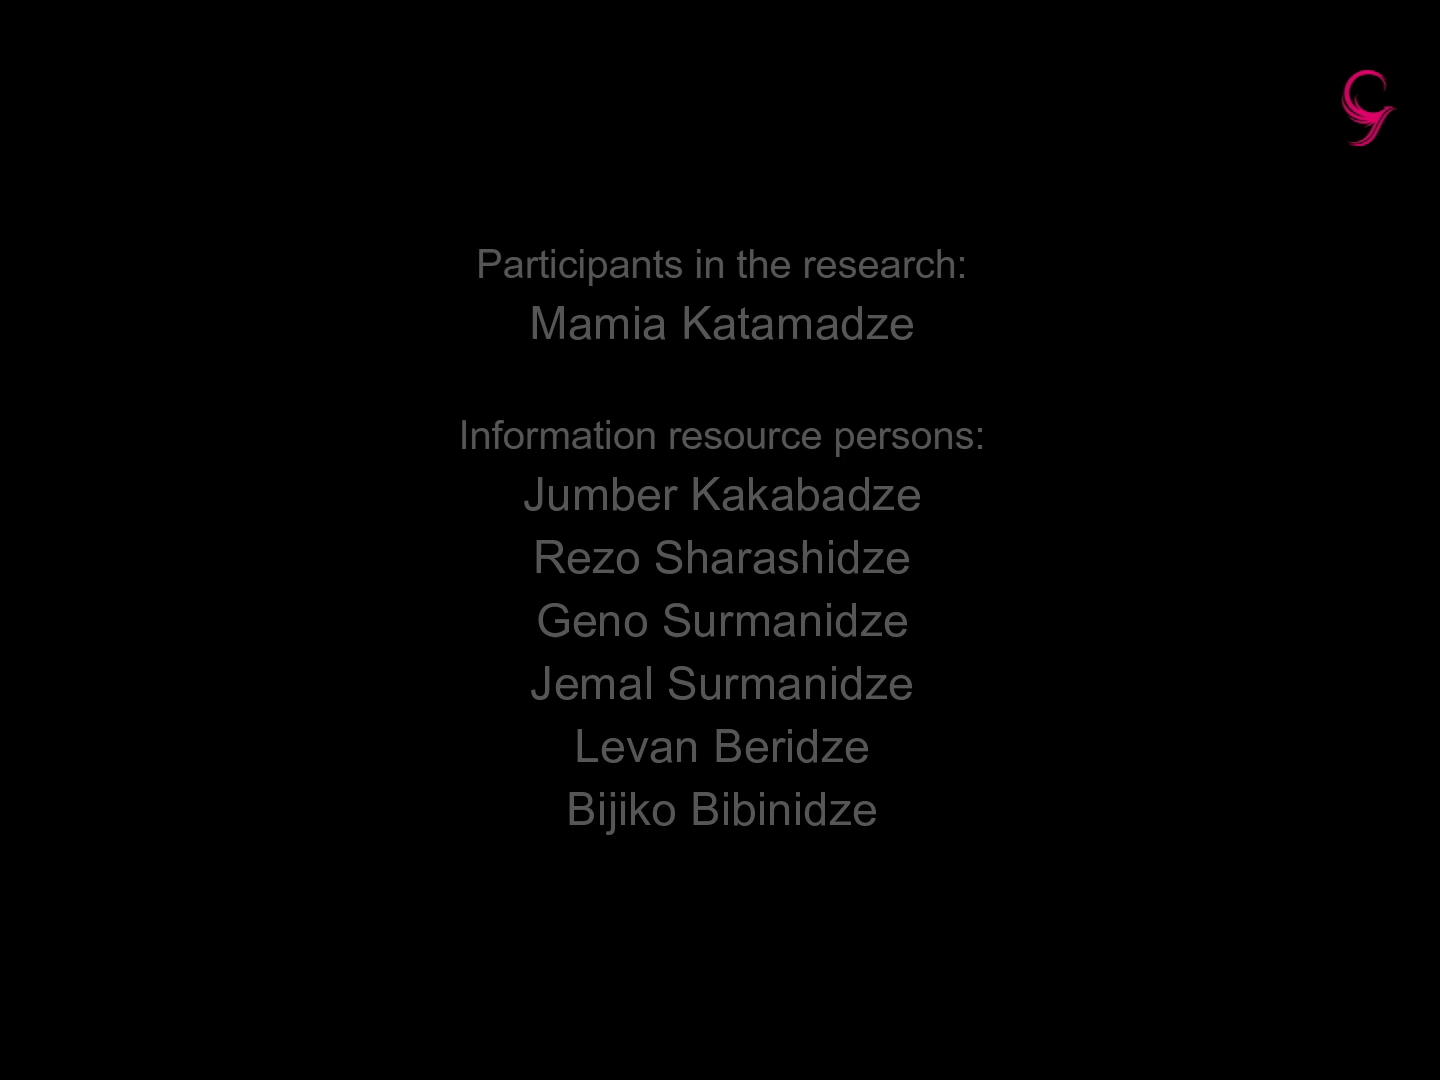 Participants in the research:
Mamia Katamadze
Information resource persons:
Jumber Kakabadze
Rezo Sharashidze
Geno Surmanidze
Jemal Surmanidze
Levan Beridze
Bijiko Bibinidze